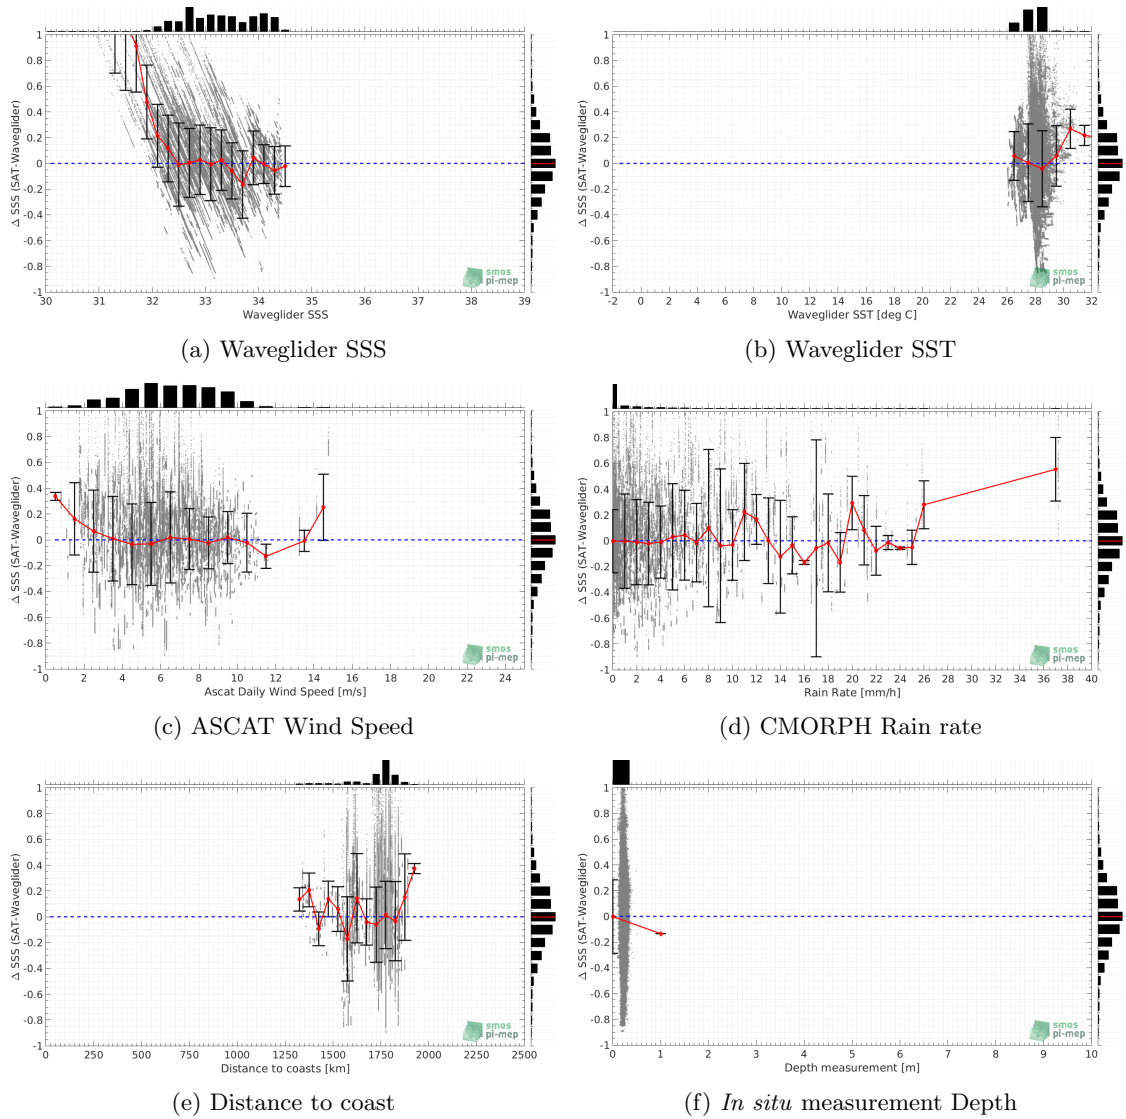 1
0.8
0.6
0.4
0.2
0
-0.2
-0.4
-0.6
-0.8
-1
Δ SSS (SAT-Waveglider)
30 31 32 33 34 35 36 37 38 39
Waveglider SSS
smos
pi-mep
(a) Waveglider SSS
1
0.8
0.6
0.4
0.2
0
-0.2
-0.4
-0.6
-0.8
-1
Δ SSS (SAT-Waveglider)
-2 0 2 4 6 8 10 12 14 16 18 20 22 24 26 28 30 32
Waveglider SST [deg C]
smos
pi-mep
(b) Waveglider SST
1
0.8
0.6
0.4
0.2
0
-0.2
-0.4
-0.6
-0.8
-1
Δ SSS (SAT-Waveglider)
0 2 4 6 8 10 12 14 16 18 20 22 24
Ascat Daily Wind Speed [m/s]
smos
pi-mep
(c) ASCAT Wind Speed
1
0.8
0.6
0.4
0.2
0
-0.2
-0.4
-0.6
-0.8
-1
Δ SSS (SAT-Waveglider)
0 2 4 6 8 10 12 14 16 18 20 22 24 26 28 30 32 34 36 38 40
Rain Rate [mm/h]
smos
pi-mep
(d) CMORPH Rain rate
1
0.8
0.6
0.4
0.2
0
-0.2
-0.4
-0.6
-0.8
-1
Δ SSS (SAT-Waveglider)
0 250 500 750 1000 1250 1500 1750 2000 2250 2500
Distance to coasts [km]
smos
pi-mep
(e) Distance to coast
1
0.8
0.6
0.4
0.2
0
-0.2
-0.4
-0.6
-0.8
-1
Δ SSS (SAT-Waveglider)
0 1 2 3 4 5 6 7 8 9 10
Depth measurement [m]
smos
pi-mep
(f) In situ measurement Depth